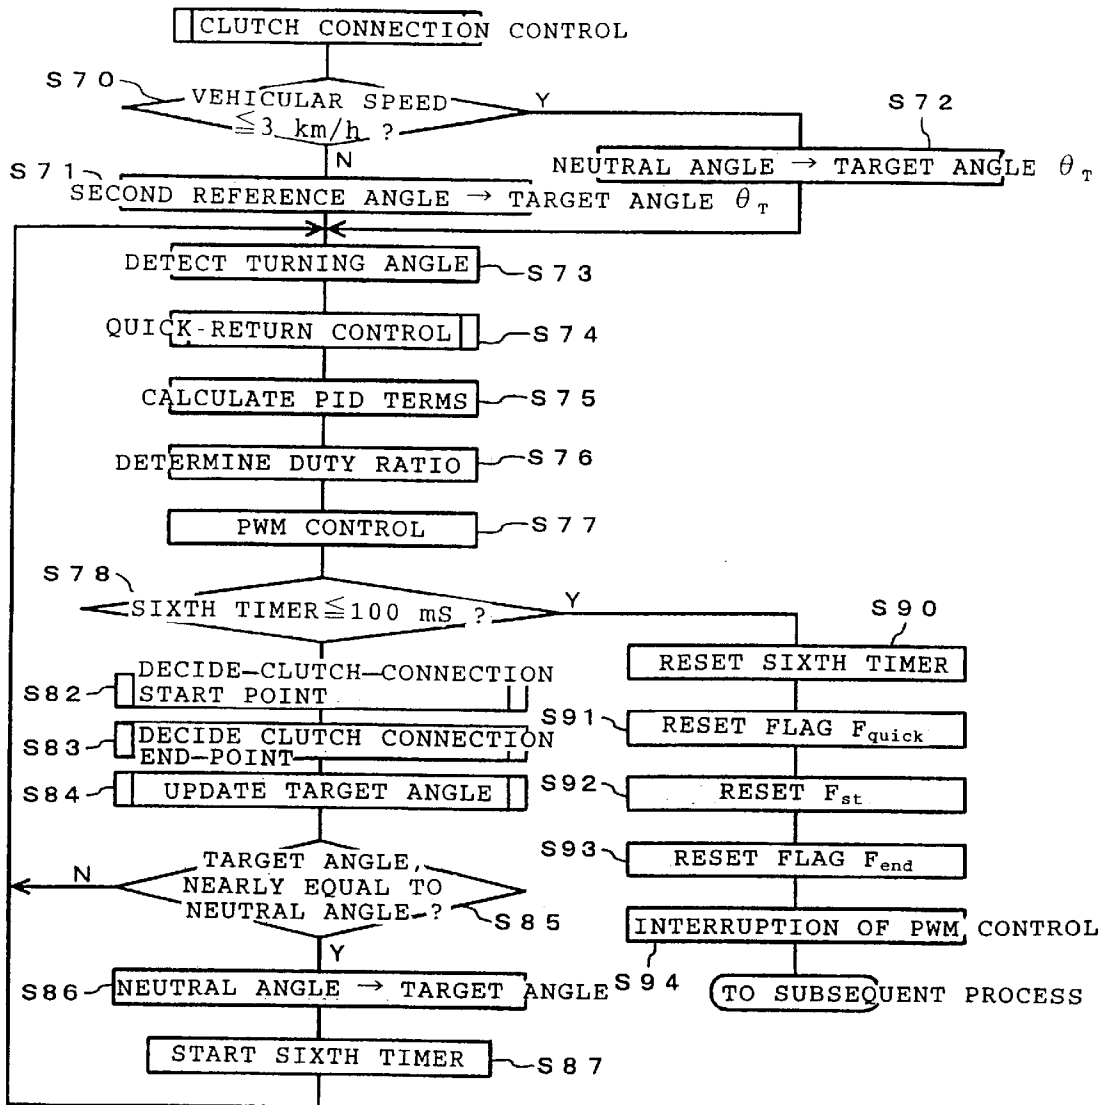 CLUTCH CONNECTION CONTROL
S70
VEHICULAR SPEED
≦3 km/h ?
Y
N
S72
NEUTRAL ANGLE → TARGET ANGLE θT
S71
SECOND REFERENCE ANGLE → TARGET ANGLE θT
DETECT TURNING ANGLE
S73
QUICK-RETURN CONTROL
S74
CALCULATE PID TERMS
S75
DETERMINE DUTY RATIO
S76
PWM CONTROL
S77
S78
SIXTH TIMER≦100 mS ?
Y
S82
DECIDE-CLUTCH-CONNECTION
START POINT
S83
DECIDE CLUTCH CONNECTION
END-POINT
S84
UPDATE TARGET ANGLE
TARGET ANGLE,
NEARLY EQUAL TO
NEUTRAL ANGLE ?
N
S85
Y
S86
NEUTRAL ANGLE → TARGET ANGLE
START SIXTH TIMER
S87
S90
RESET SIXTH TIMER
S91
RESET FLAG Fquick
S92
RESET Fst
S93
RESET FLAG Fend
INTERRUPTION OF PWM CONTROL
S94
TO SUBSEQUENT PROCESS